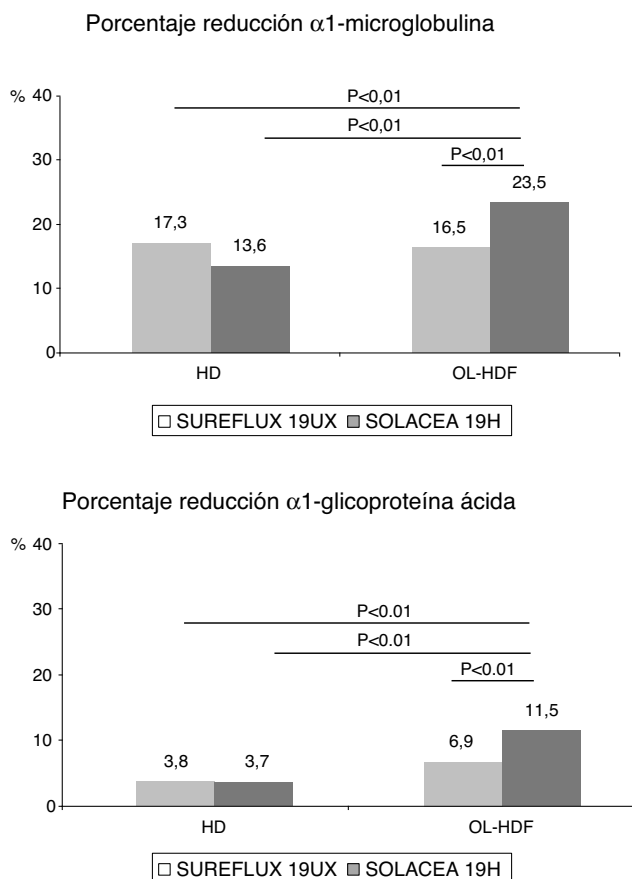 Porcentaje reducción α1-microglobulina
%
40
P<0,01
P<0,01
30
P<0,01
23,5
20
17,3
16,5
13,6
10
0
HD
OL-HDF
SUREFLUX 19UX SOLACEA 19H
Porcentaje reducción α1-glicoproteína ácida
%
40
30
P<0.01
P<0.01
20
P<0.01
11,5
10
6,9
3,8
3,7
0
HD
OL-HDF
SUREFLUX 19UX SOLACEA 19H